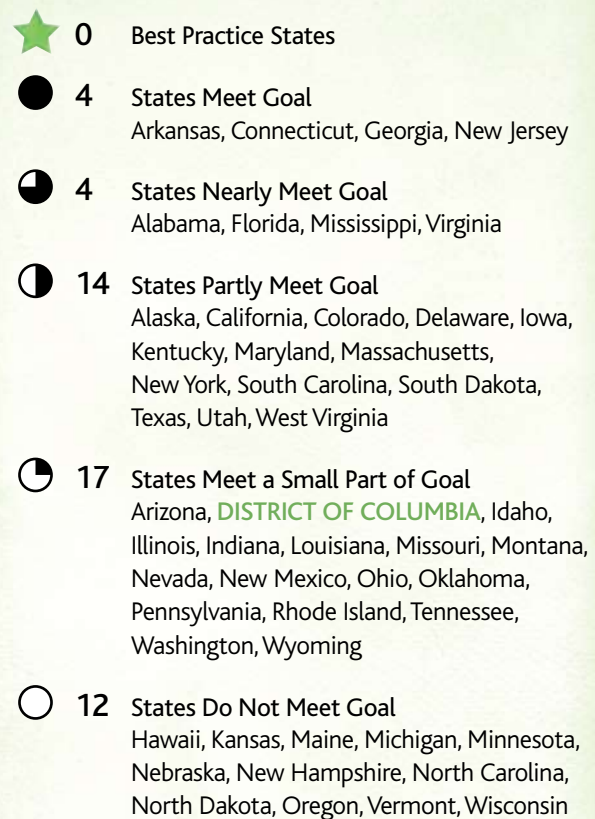 0 Best Practice States
4 States Meet Goal
Arkansas, Connecticut, Georgia, New Jersey
4 States Nearly Meet Goal
Alabama, Florida, Mississippi, Virginia
14 States Partly Meet Goal
Alaska, California, Colorado, Delaware, Iowa,
Kentucky, Maryland, Massachusetts,
New York, South Carolina, South Dakota,
Texas, Utah, West Virginia
17 States Meet a Small Part of Goal
Arizona, DISTRICT OF COLUMBIA, Idaho,
Illinois, Indiana, Louisiana, Missouri, Montana,
Nevada, New Mexico, Ohio, Oklahoma,
Pennsylvania, Rhode Island, Tennessee,
Washington, Wyoming
12 States Do Not Meet Goal
Hawaii, Kansas, Maine, Michigan, Minnesota,
Nebraska, New Hampshire, North Carolina,
North Dakota, Oregon, Vermont, Wisconsin